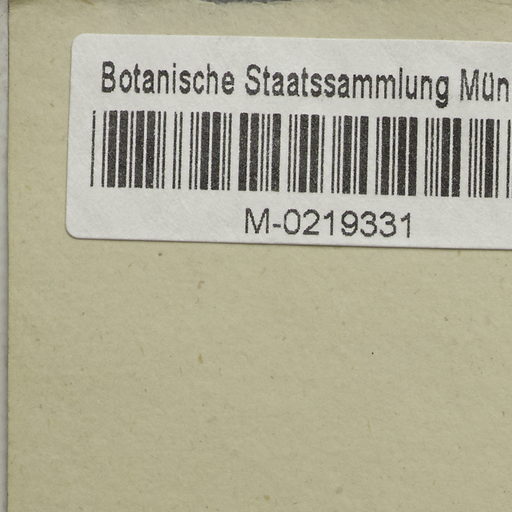 Botanische Staatssammlung Mün
M-0219331